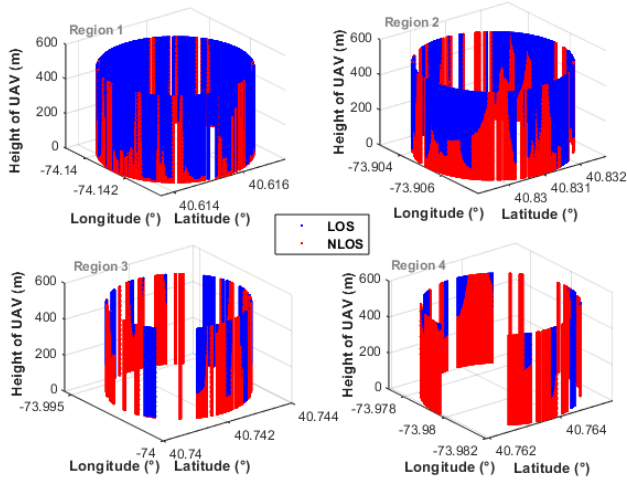 Region 1
600
400
200
0
Height of UAV (m)
-74.14
-74.142
Longitude (°)
40.614
40.616
Latitude (°)
Region 2
600
400
200
0
Height of UAV (m)
-73.904
-73.906
Longitude (°)
40.83
40.831
40.832
Latitude (°)
LOS
NLOS
Region 3
600
400
200
0
Height of UAV (m)
-73.995
-74
Longitude (°)
40.74
40.742
40.744
Latitude (°)
Region 4
600
400
200
0
Height of UAV (m)
-73.978
-73.98
-73.982
Longitude (°)
40.762
40.764
Latitude (°)